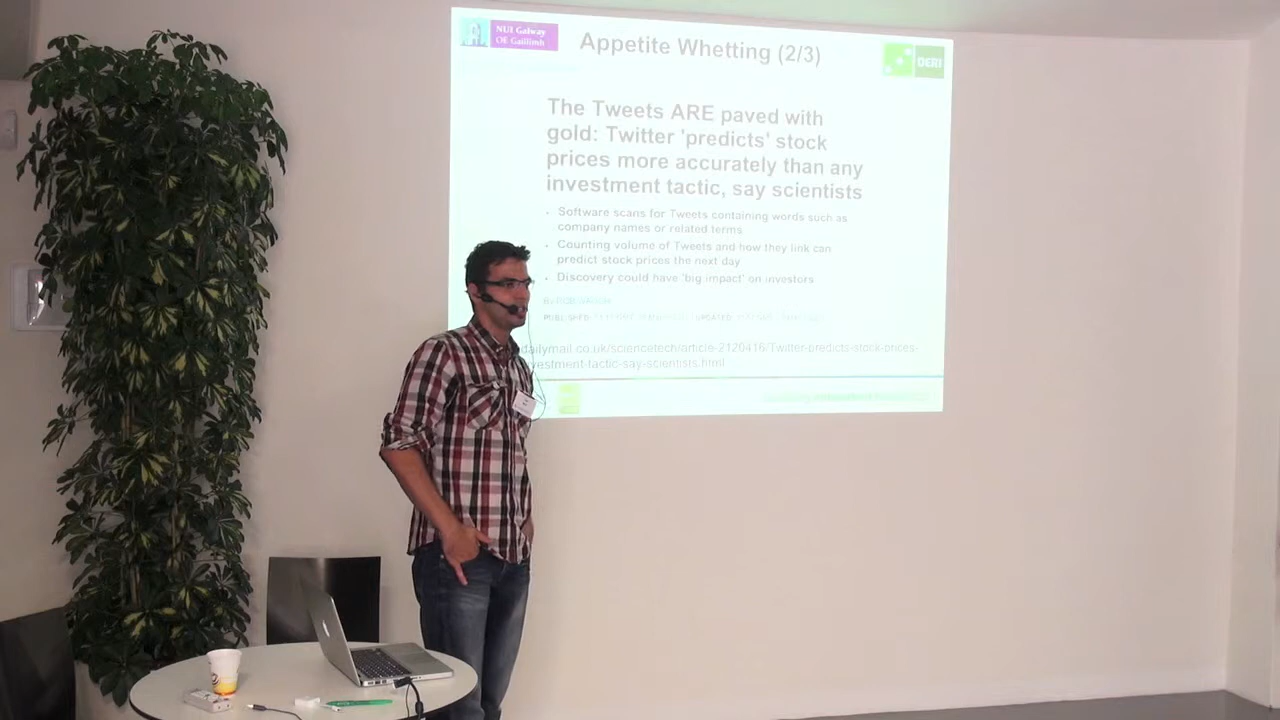 NUI Galway
OÉ Gaillimh
Appetite Whetting (2/3)
DERI
The Tweets ARE paved with
gold: Twitter 'predicts' stock
prices more accurately than any
investment tactic, say scientists
• Software scans for Tweets containing words such as
company names or related terms
• Counting volume of Tweets and how they link can
predict stock prices the next day
• Discovery could have 'big impact' on investors
PUBLISHED
UPDATED
dailymail.co.uk/sciencetech/article-2120416/Twitter-predicts-stock-prices-
vestment-tactic-say-scientists.html